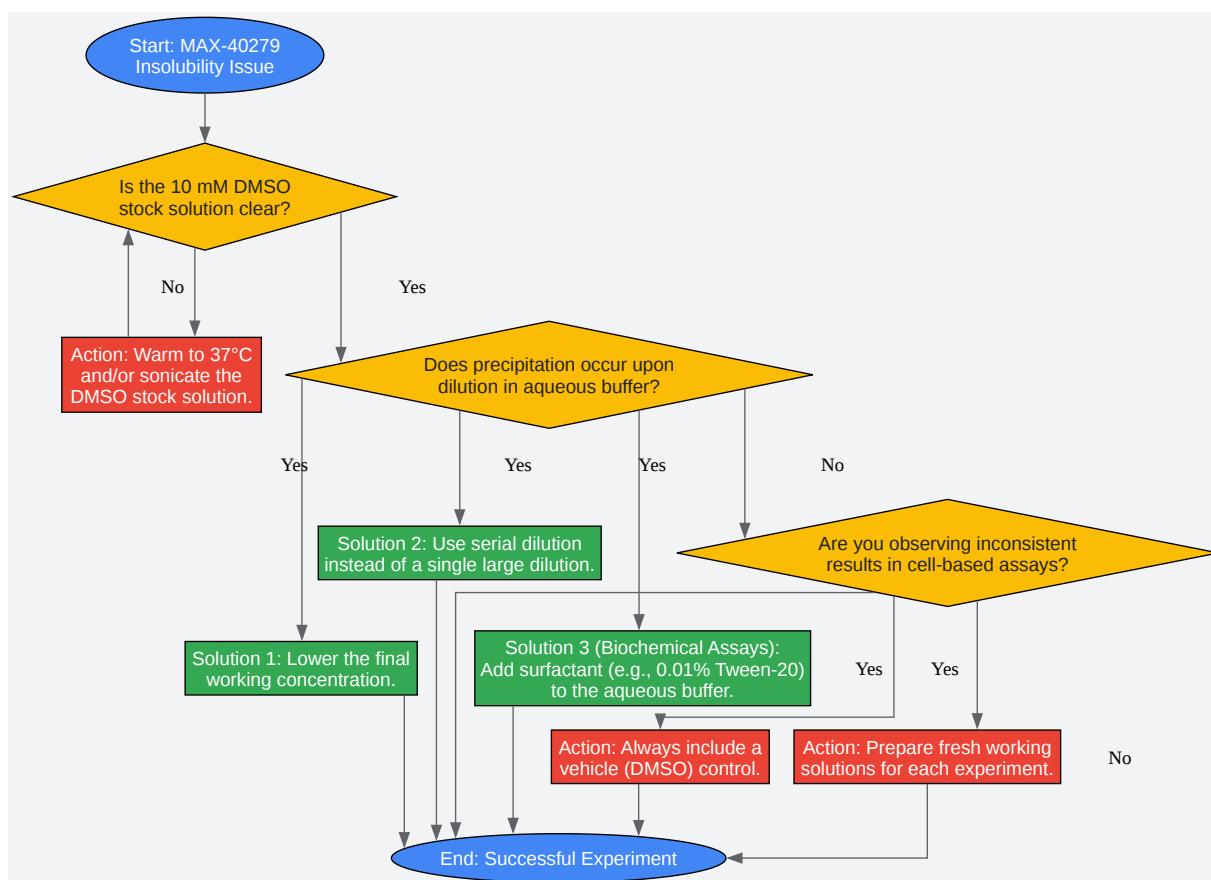 Start: MAX-40279
Insolubility Issue
Is the 10 mM DMSO
stock solution clear?
No
Yes
Action: Warm to 37°C
and/or sonicate the
DMSO stock solution.
Does precipitation occur upon
dilution in aqueous buffer?
Yes
Yes
Yes
No
Solution 2: Use serial dilution
instead of a single large dilution.
Are you observing inconsistent
results in cell-based assays?
Solution 1: Lower the final
working concentration.
Solution 3 (Biochemical Assays):
Add surfactant (e.g., 0.01% Tween-20)
to the aqueous buffer.
Yes
Yes
Action: Always include a
vehicle (DMSO) control.
Action: Prepare fresh working
solutions for each experiment.
No
End: Successful Experiment